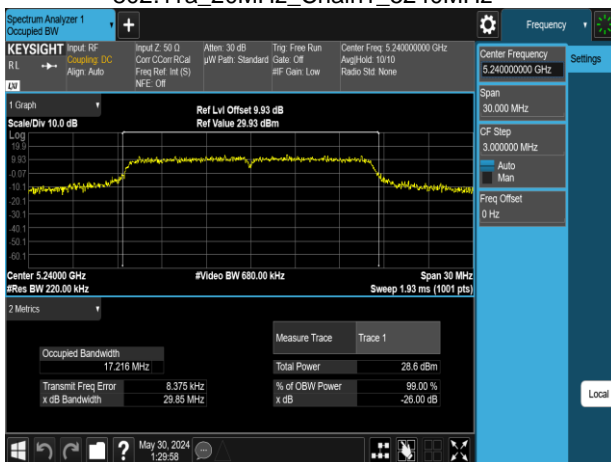 802.11a_20MHz_Chain1_5240MHz
Spectrum Analyzer 1
Occupied BW
+
Frequency
KEYSIGHT
RL
Input: RF
Coupling: DC
Align: Auto
Input Z: 50 Ω
Corr CCorr RCal
Freq Ref: Int (S)
NFE: Off
Atten: 30 dB
µW Path: Standard
Trig: Free Run
Gate: Off
#IF Gain: Low
Center Freq: 5.240000000 GHz
Avg|Hold: 10/10
Radio Std: None
Center Frequency
5.240000000 GHz
Settings
Span
30.000 MHz
CF Step
3.000000 MHz
Auto
Man
Freq Offset
0 Hz
Local
1 Graph
Scale/Div 10.0 dB
Ref Lvl Offset 9.93 dB
Ref Value 29.93 dBm
Log
19.9
9.93
-0.07
-10.1
-20.1
-30.1
-40.1
-50.1
-60.1
Center 5.24000 GHz
#Video BW 680.00 kHz
Span 30 MHz
#Res BW 220.00 kHz
Sweep 1.93 ms (1001 pts)
2 Metrics
Measure Trace
Trace 1
Occupied Bandwidth
17.216 MHz
Total Power
28.6 dBm
Transmit Freq Error
8.375 kHz
% of OBW Power
99.00 %
x dB Bandwidth
29.85 MHz
x dB
-26.00 dB
?
May 30, 2024
1:29:58